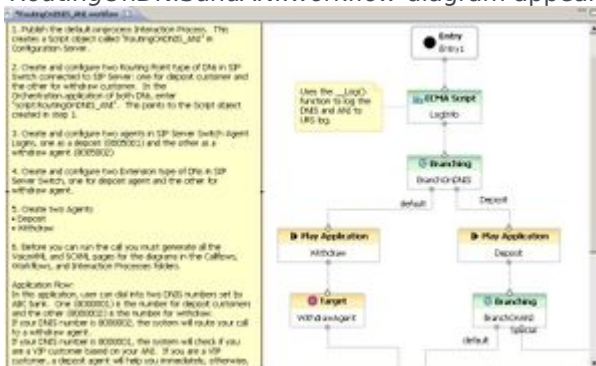 RoutingOnDNISandANI.workflow diagram appear
*RoutingOnDNIS_ANI.workflow
1. Publish the default onprocess Interaction Process. This
creates a Script object called "RoutingOnDNIS_ANI" in
Configuration Server.
2. Create and configure two Routing Point type of DNs in SIP
Switch connected to SIP Server: one for deposit customer and
the other for withdraw customer. In the
Orchestration application of both DNs, enter
"script:RoutingOnDNIS_ANI". This points to the Script object
created in step 1.
3. Create and configure two agents in SIP Server Switch Agent
Logins, one as a deposit (8005001) and the other as a
withdraw agent (8005002)
4. Create and configure two Extension type of DNs in SIP
Server Switch, one for deposit agent and the other for
withdraw agent.
5. Create two Agents
• Deposit
• Withdraw
6. Before you can run the call you must generate all the
VoiceXML and SCXML pages for the diagrams in the Callflows,
Workflows, and Interaction Processes folders.
Application Flow:
In this application, user can dial into two DNIS numbers set by
ABC bank. One (8000001) is the number for deposit customers
and the other (8000002) is the number for withdraw.
If your DNIS number is 8000002, the system will route your call
to a withdraw agent.
If your DNIS number is 8000001, the system will check if you
are a VIP customer based on your ANI. If you are a VIP
customer, a deposit agent will help you immediately, otherwise,
Entry
Entry1
Uses the __Log()
function to log the
DNIS and ANI to
URS log.
ECMA Script
LogInfo
Branching
BranchOnDNIS
default
Deposit
Play Application
Withdraw
Play Application
Deposit
Target
WithdrawAgent
Branching
BranchOnANI
default
Special